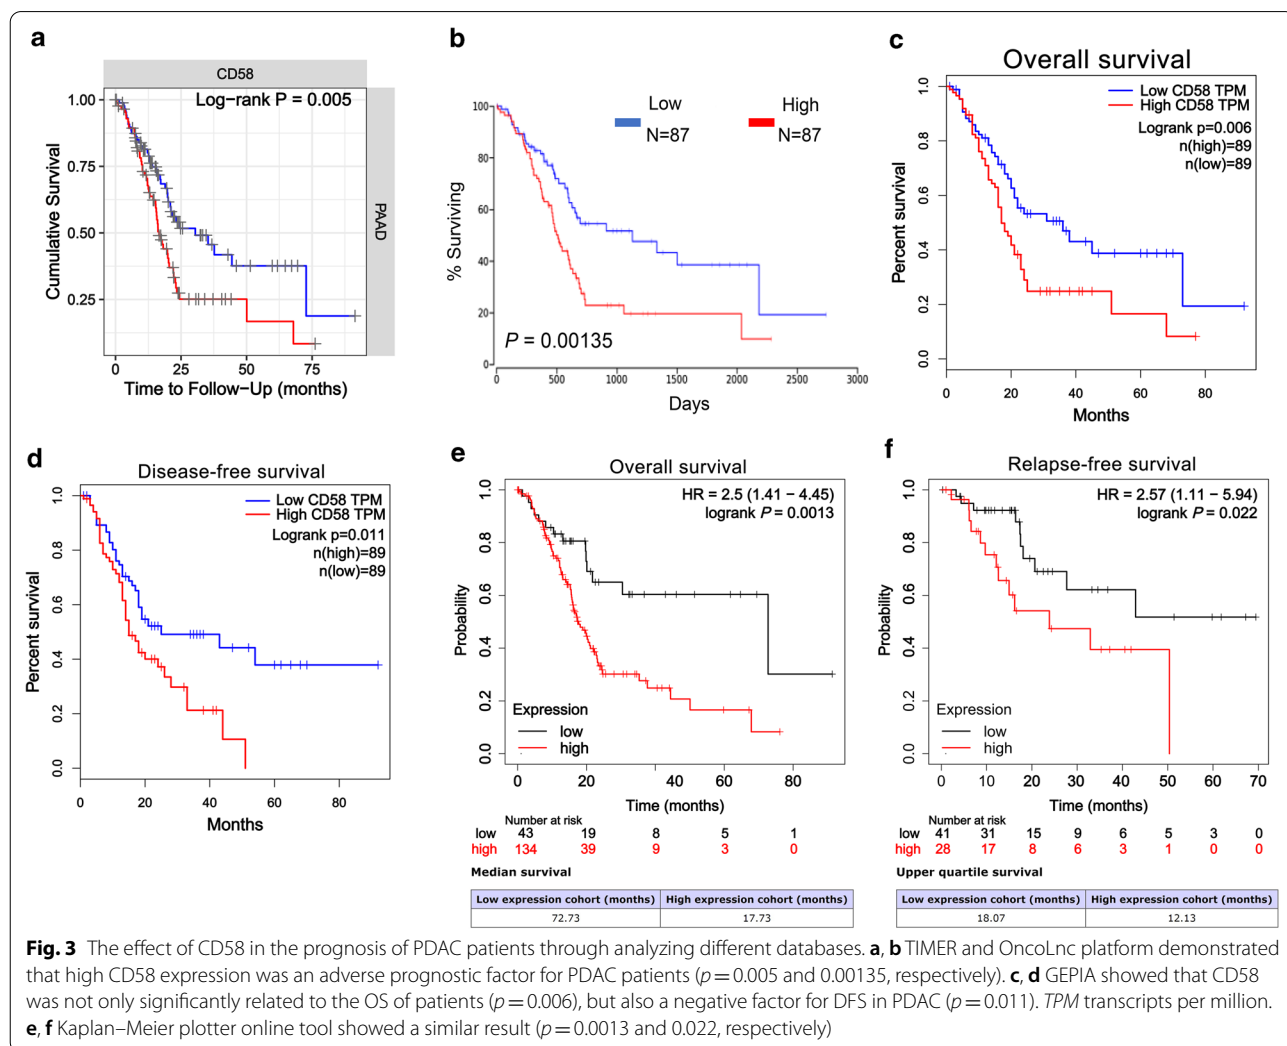 a
CD58
Log-rank P = 0.005
PAAD
Cumulative Survival
1.00
0.75
0.50
0.25
0 25 50 75
Time to Follow-Up (months)
b
Low High
N=87 N=87
% Surviving
100
80
60
40
20
0
P = 0.00135
0 500 1000 1500 2000 2500 3000
Days
c
Overall survival
Low CD58 TPM
High CD58 TPM
Logrank p=0.006
n(high)=89
n(low)=89
Percent survival
1.0
0.8
0.6
0.4
0.2
0.0
0 20 40 60 80
Months
d
Disease-free survival
Low CD58 TPM
High CD58 TPM
Logrank p=0.011
n(high)=89
n(low)=89
Percent survival
1.0
0.8
0.6
0.4
0.2
0.0
0 20 40 60 80
Months
e
Overall survival
HR = 2.5 (1.41 − 4.45)
logrank P = 0.0013
Probability
1.0
0.8
0.6
0.4
0.2
0.0
Expression
low
high
0 20 40 60 80
Time (months)
Number at risk
low 43 19 8 5 1
high 134 39 9 3 0
Median survival
Low expression cohort (months) High expression cohort (months)
72.73 17.73
f
Relapse-free survival
HR = 2.57 (1.11 − 5.94)
logrank P = 0.022
Probability
1.0
0.8
0.6
0.4
0.2
0.0
Expression
low
high
0 10 20 30 40 50 60 70
Time (months)
Number at risk
low 41 31 15 9 6 5 3 0
high 28 17 8 6 3 1 0 0
Upper quartile survival
Low expression cohort (months) High expression cohort (months)
18.07 12.13
Fig. 3 The effect of CD58 in the prognosis of PDAC patients through analyzing different databases. a, b TIMER and OncoLnc platform demonstrated
that high CD58 expression was an adverse prognostic factor for PDAC patients (p = 0.005 and 0.00135, respectively). c, d GEPIA showed that CD58
was not only significantly related to the OS of patients (p = 0.006), but also a negative factor for DFS in PDAC (p = 0.011). TPM transcripts per million.
e, f Kaplan–Meier plotter online tool showed a similar result (p = 0.0013 and 0.022, respectively)